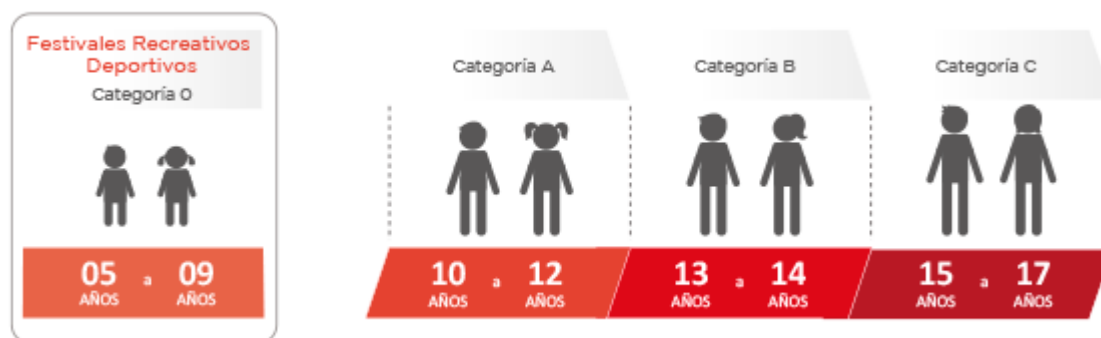 Festivales Recreativos
Deportivos
Categoría 0
05 a 09
AÑOS AÑOS
Categoría A
10 a 12
AÑOS AÑOS
Categoría B
13 a 14
AÑOS AÑOS
Categoría C
15 a 17
AÑOS AÑOS